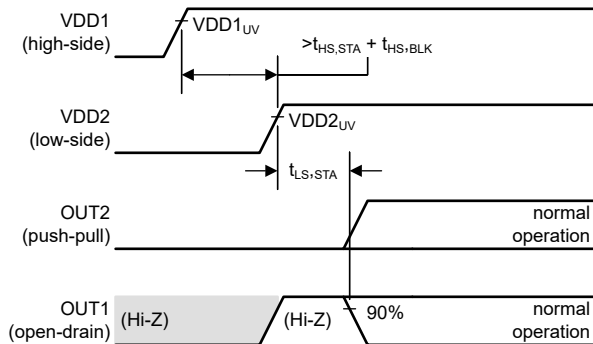 VDD1
(high-side)
VDD1UV
>tHS,STA + tHS,BLK
VDD2
(low-side)
VDD2UV
tLS,STA
OUT2
(push-pull)
normal
operation
OUT1
(open-drain)
(Hi-Z)
(Hi-Z)
90%
normal
operation